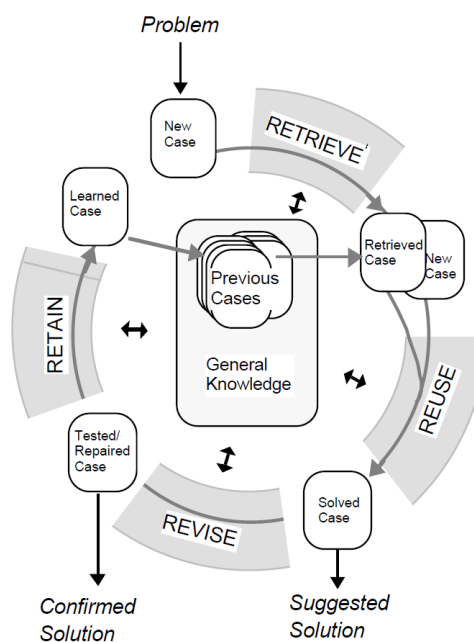 Problem
New
Case
RETRIEVE
Learned
Case
Retrieved
Case
New
Case
Previous
Cases
General
Knowledge
RETAIN
REUSE
Tested/
Repaired
Case
REVISE
Solved
Case
Confirmed
Solution
Suggested
Solution